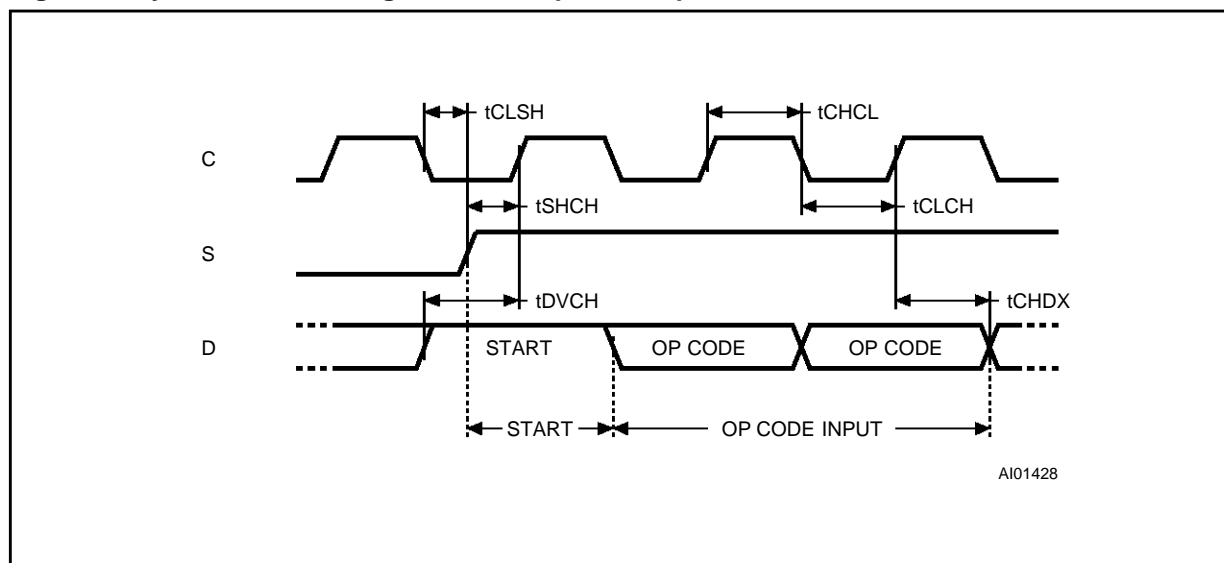 tCLSH
tCHCL
C
tSHCH
tCLCH
S
tDVCH
tCHDX
D
START
OP CODE
OP CODE
START
OP CODE INPUT
AI01428